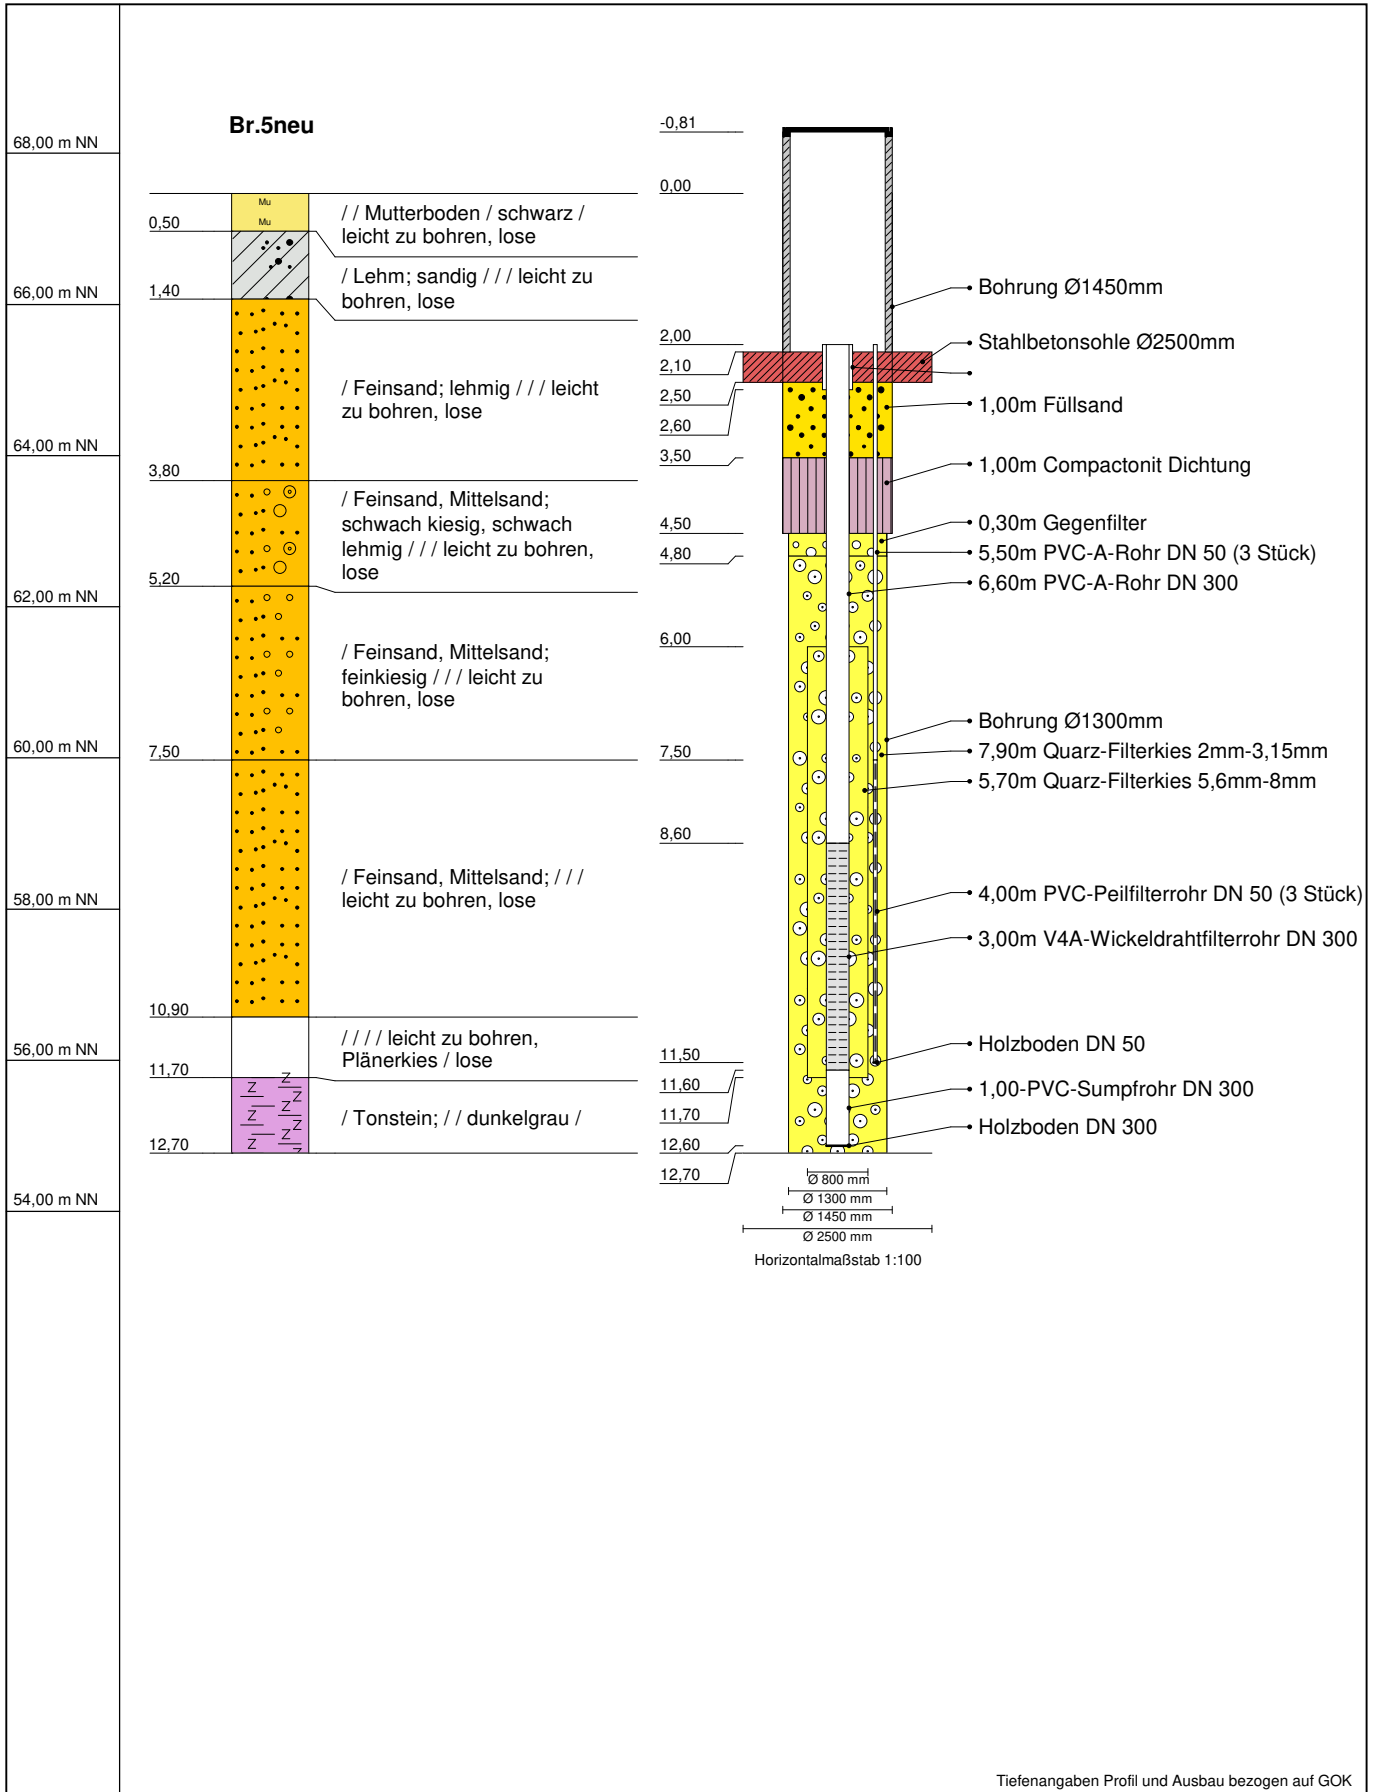 Br.5neu
68,00 m NN
66,00 m NN
64,00 m NN
62,00 m NN
60,00 m NN
58,00 m NN
56,00 m NN
54,00 m NN
0,50
1,40
3,80
5,20
7,50
10,90
11,70
12,70
Mu
Mu
/ / Mutterboden / schwarz /
leicht zu bohren, lose
/ Lehm; sandig / / / leicht zu
bohren, lose
/ Feinsand; lehmig / / / leicht
zu bohren, lose
/ Feinsand, Mittelsand;
schwach kiesig, schwach
lehmig / / / leicht zu bohren,
lose
/ Feinsand, Mittelsand;
feinkiesig / / / leicht zu
bohren, lose
/ Feinsand, Mittelsand; / / /
leicht zu bohren, lose
/ / / / leicht zu bohren,
Plänerkies / lose
/ Tonstein; / / dunkelgrau /
Z
Z
Z
Z
Z
Z
Z
Z
-0,81
0,00
2,00
2,10
2,50
2,60
3,50
4,50
4,80
6,00
7,50
8,60
11,50
11,60
11,70
12,60
12,70
Bohrung Ø1450mm
Stahlbetonsohle Ø2500mm
1,00m Füllsand
1,00m Compactonit Dichtung
0,30m Gegenfilter
5,50m PVC-A-Rohr DN 50 (3 Stück)
6,60m PVC-A-Rohr DN 300
Bohrung Ø1300mm
7,90m Quarz-Filterkies 2mm-3,15mm
5,70m Quarz-Filterkies 5,6mm-8mm
4,00m PVC-Peilfilterrohr DN 50 (3 Stück)
3,00m V4A-Wickeldrahtfilterrohr DN 300
Holzboden DN 50
1,00-PVC-Sumpfrohr DN 300
Holzboden DN 300
Ø 800 mm
Ø 1300 mm
Ø 1450 mm
Ø 2500 mm
Horizontalmaßstab 1:100
Tiefenangaben Profil und Ausbau bezogen auf GOK